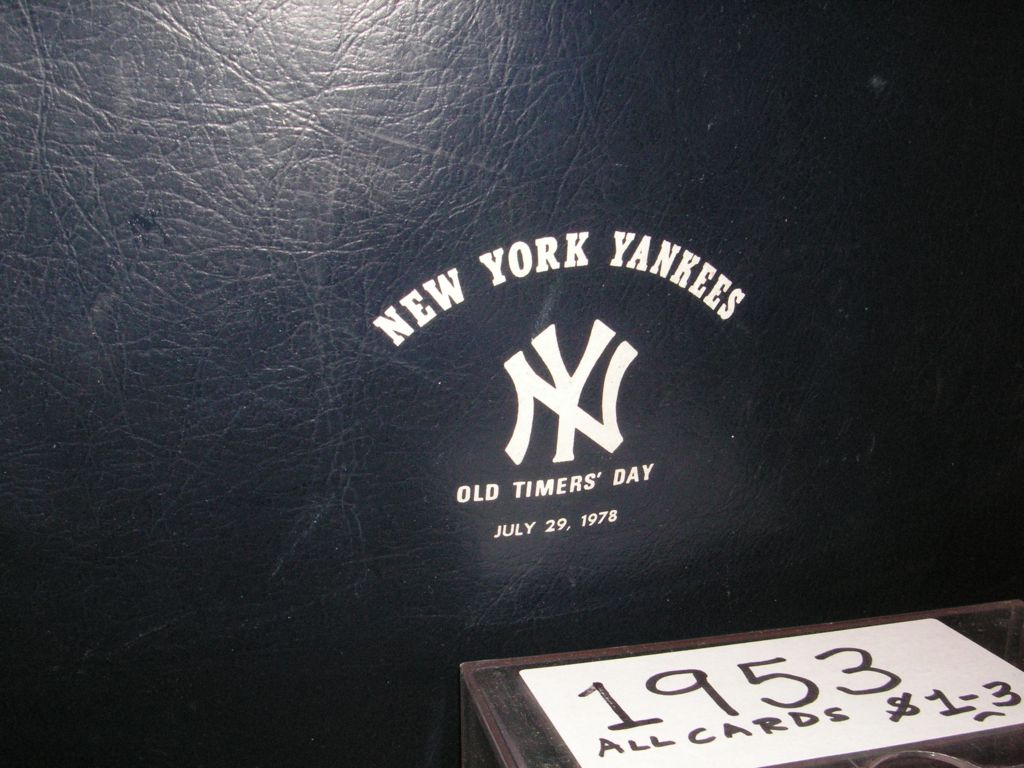 NEW YORK YANKEES
NY
OLD TIMERS' DAY
JULY 29, 1978
1953
ALL CARDS $1-3